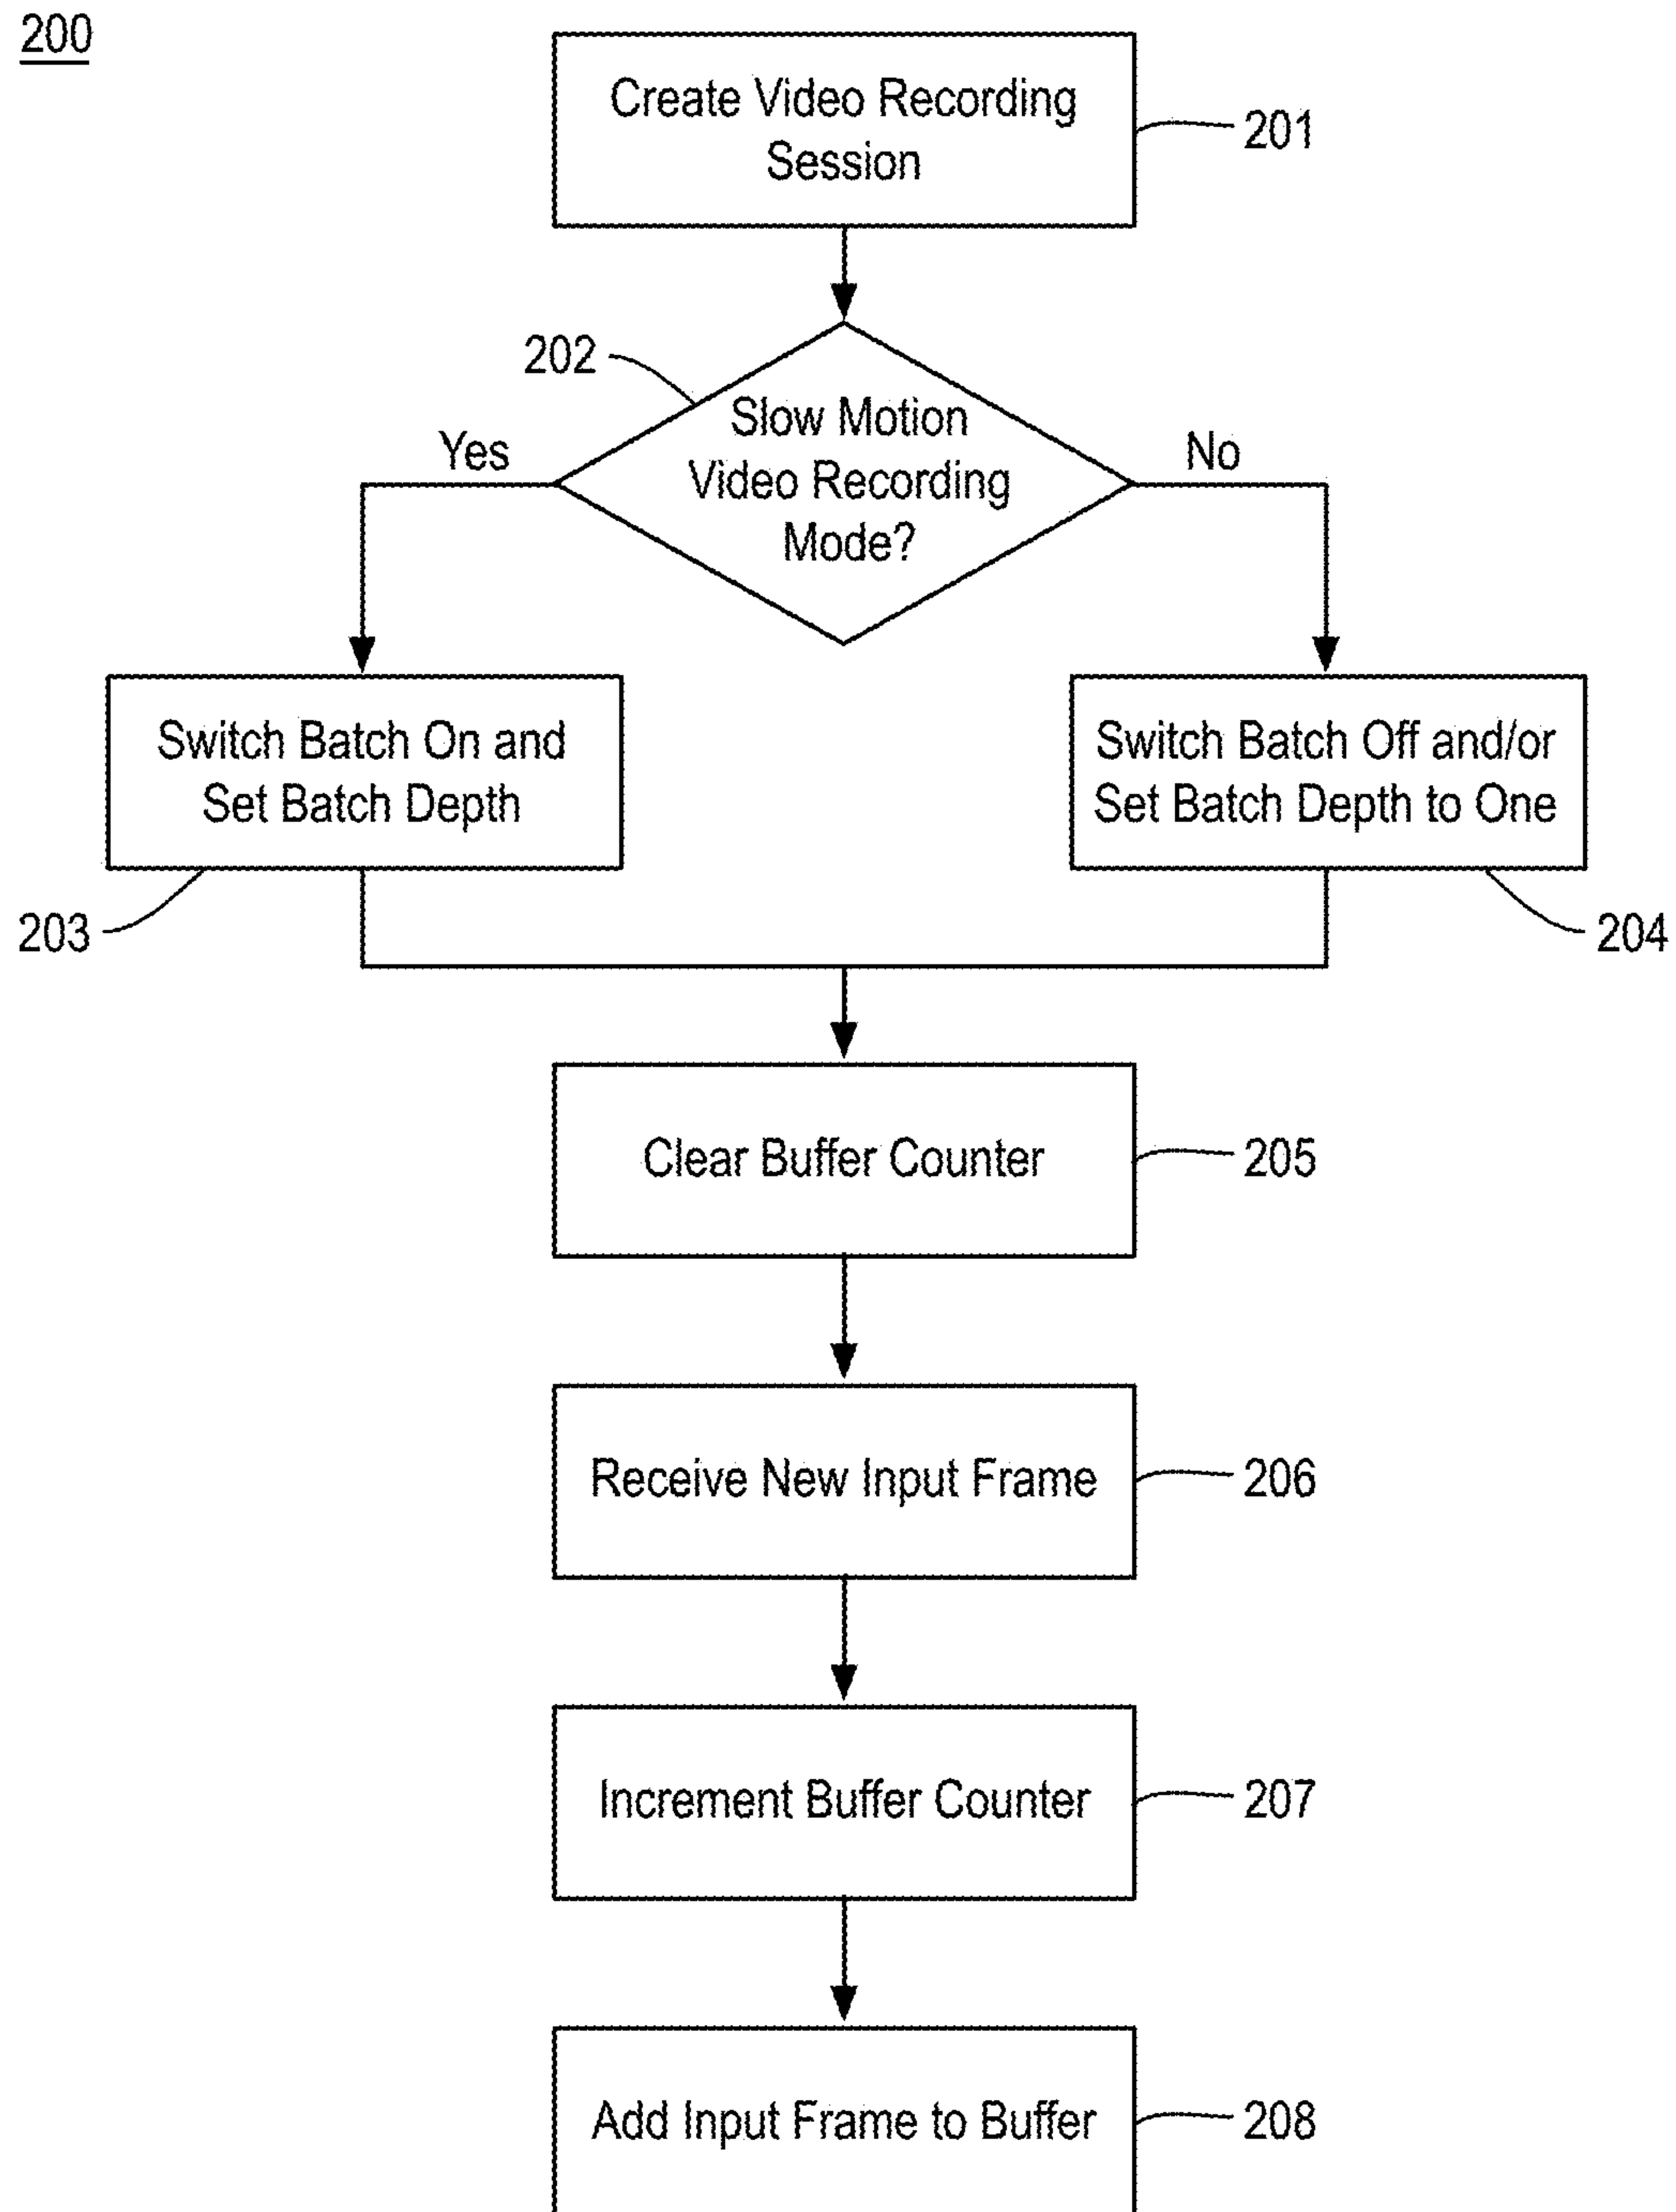 200
Create Video Recording
Session
201
202
Slow Motion
Video Recording
Mode?
Yes
No
Switch Batch On and
Set Batch Depth
203
Switch Batch Off and/or
Set Batch Depth to One
204
Clear Buffer Counter
205
Receive New Input Frame
206
Increment Buffer Counter
207
Add Input Frame to Buffer
208